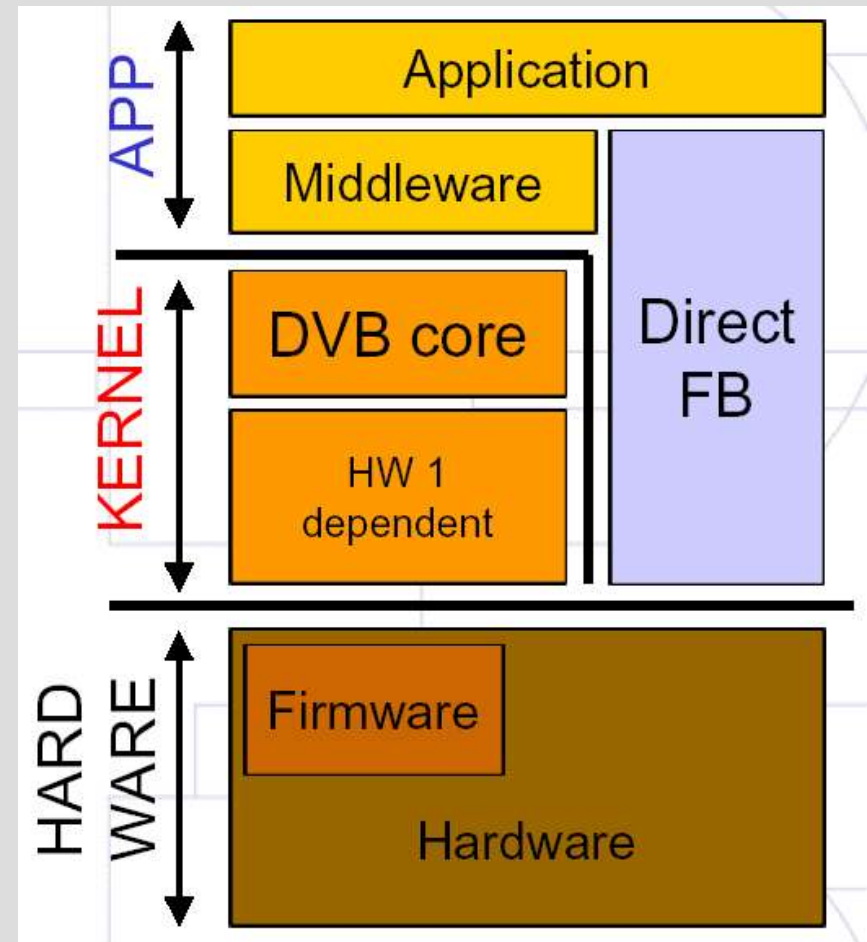 APP
Application
Middleware
Direct
FB
KERNEL
DVB core
HW 1
dependent
HARD
WARE
Firmware
Hardware